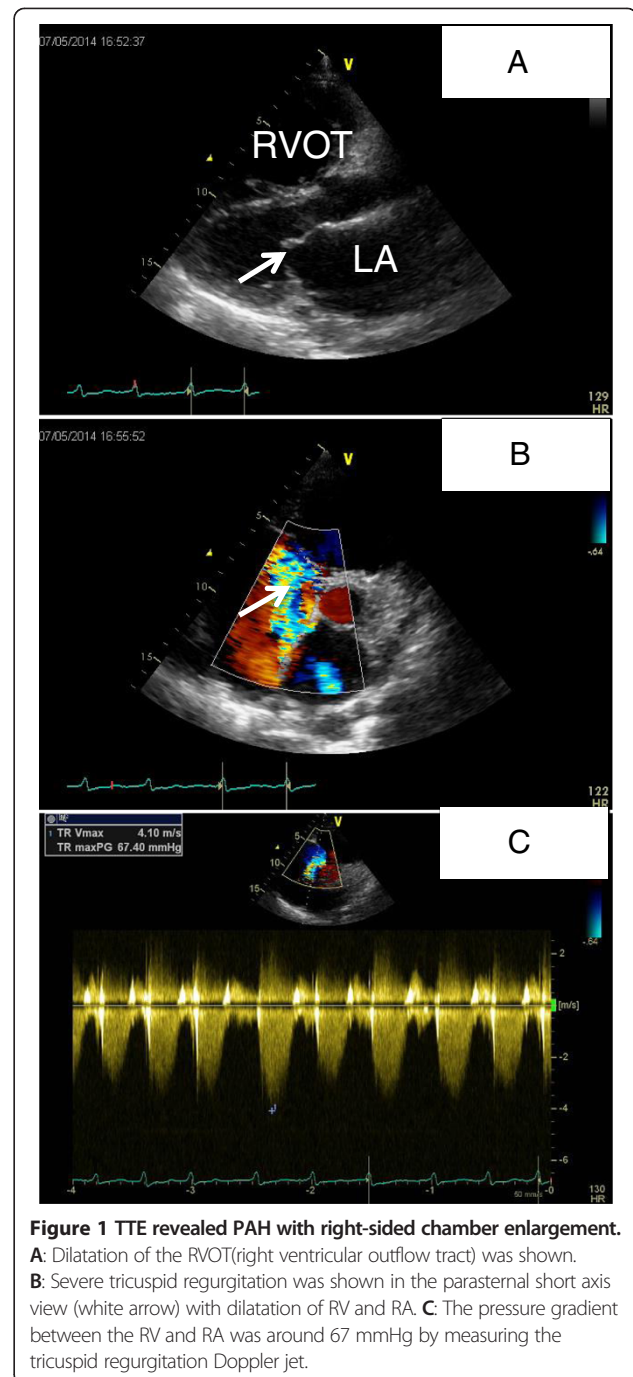 07/05/2014 16:52:37
V
A
5
RVOT
10
LA
15
129
HR
07/05/2014 16:55:52
V
B
5
-.64
10
15
122
HR
1 TR Vmax 4.10 m/s
TR maxPG 67.40 mmHg
V
C
5
10
15
-.64
2
[m/s]
-2
-4
-6
-4
-3
-2
-1
-0
50 mm/s
130
HR
Figure 1 TTE revealed PAH with right-sided chamber enlargement.
A: Dilatation of the RVOT(right ventricular outflow tract) was shown.
B: Severe tricuspid regurgitation was shown in the parasternal short axis
view (white arrow) with dilatation of RV and RA. C: The pressure gradient
between the RV and RA was around 67 mmHg by measuring the
tricuspid regurgitation Doppler jet.